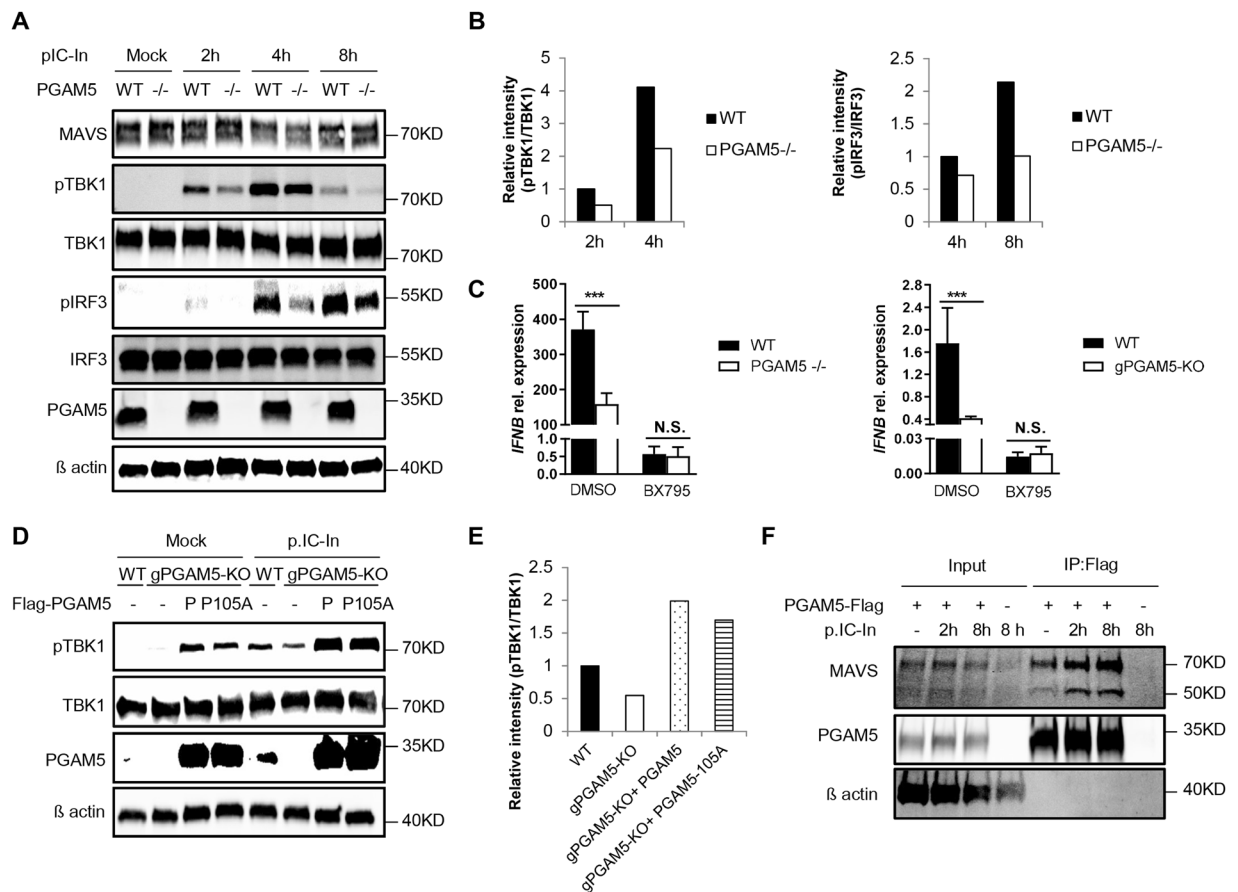 A
pIC-In Mock 2h 4h 8h
PGAM5 WT -/- WT -/- WT -/- WT -/-
MAVS 70KD
pTBK1 70KD
TBK1 70KD
pIRF3 55KD
IRF3 55KD
PGAM5 35KD
ß actin 40KD
B
Relative intensity
(pTBK1/TBK1)
5
4
3
2
1
0
2h 4h
WT
PGAM5-/-
Relative intensity
(pIRF3/IRF3)
2.5
2
1.5
1
0.5
0
4h 8h
WT
PGAM5-/-
C
IFNB rel. expression
500
400
300
200
100
1.0
0.5
0.0
*** N.S.
DMSO BX795
WT
PGAM5 -/-
IFNB rel. expression
2.8
2.4
2.0
1.6
1.2
0.8
0.4
0.03
0.00
*** N.S.
DMSO BX795
WT
gPGAM5-KO
D
Mock p.IC-In
WT gPGAM5-KO WT gPGAM5-KO
Flag-PGAM5 - - P P105A - - P P105A
pTBK1 70KD
TBK1 70KD
PGAM5 35KD
ß actin 40KD
E
Relative intensity (pTBK1/TBK1)
2.5
2
1.5
1
0.5
0
WT
gPGAM5-KO
gPGAM5-KO+ PGAM5
gPGAM5-KO+ PGAM5-105A
F
Input IP:Flag
PGAM5-Flag + + + - + + + -
p.IC-In - 2h 8h 8 h - 2h 8h 8h
MAVS 70KD
50KD
PGAM5 35KD
ß actin 40KD